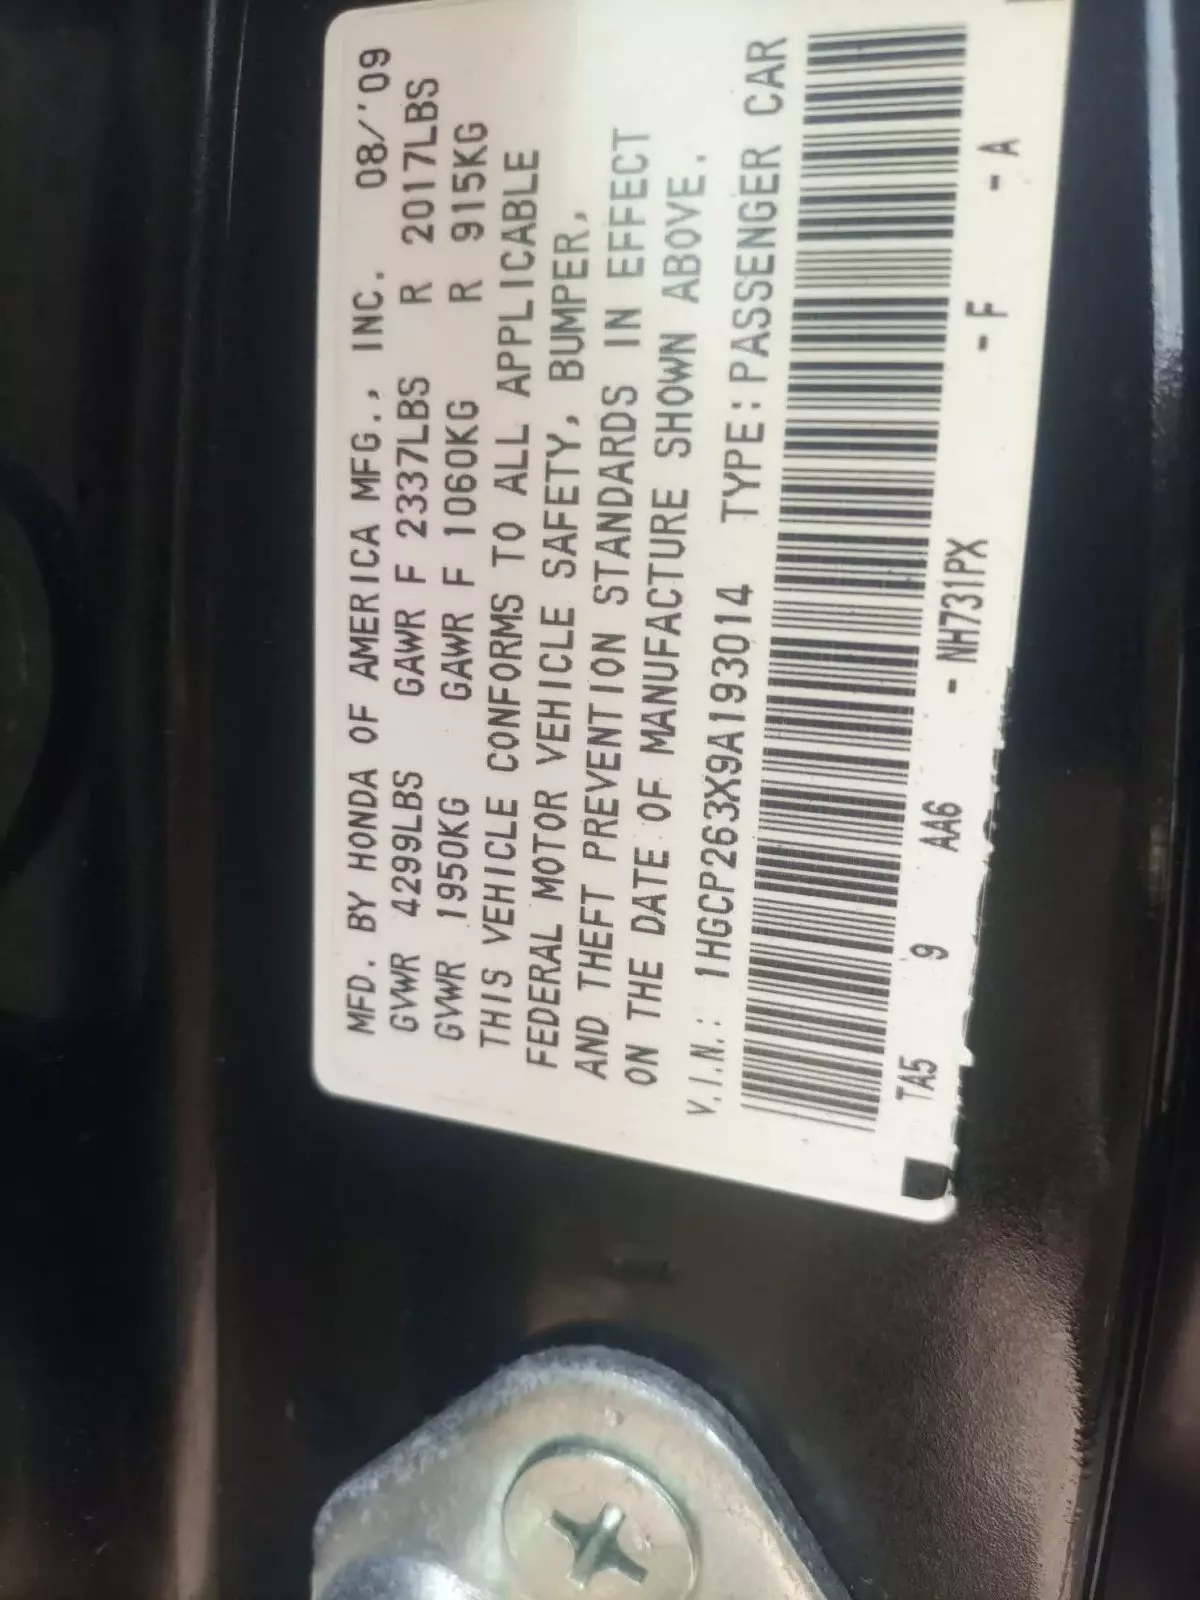 MFD. BY HONDA OF AMERICA MFG., INC. 08/'09
GVWR 4299LBS GAWR F 2337LBS R 2017LBS
GVWR 1950KG GAWR F 1060KG R 915KG
THIS VEHICLE CONFORMS TO ALL APPLICABLE
FEDERAL MOTOR VEHICLE SAFETY, BUMPER,
AND THEFT PREVENTION STANDARDS IN EFFECT
ON THE DATE OF MANUFACTURE SHOWN ABOVE.
V.I.N.: 1HGCP263X9A193014 TYPE:PASSENGER CAR
TA5 9 AA6 - NH731PX - F - A